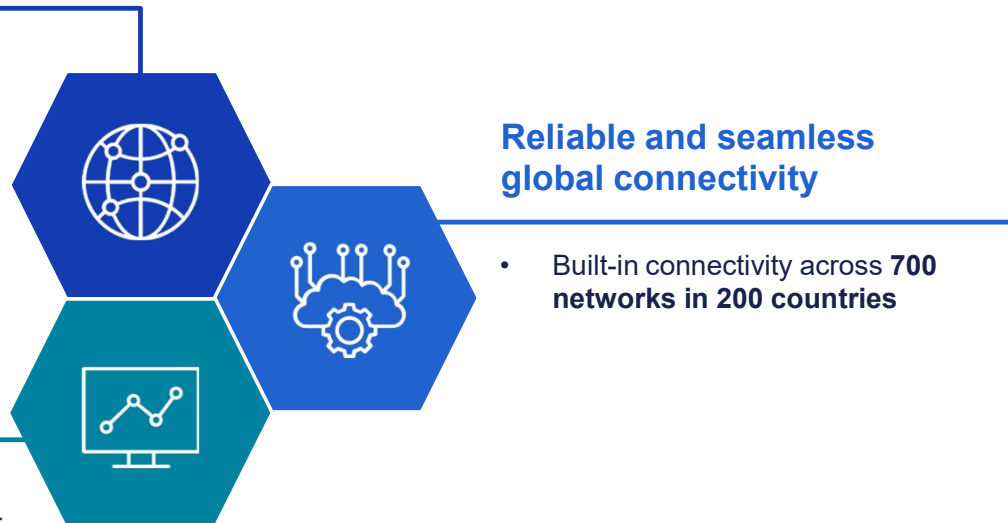 Reliable and seamless
global connectivity
• Built-in connectivity across 700
networks in 200 countries